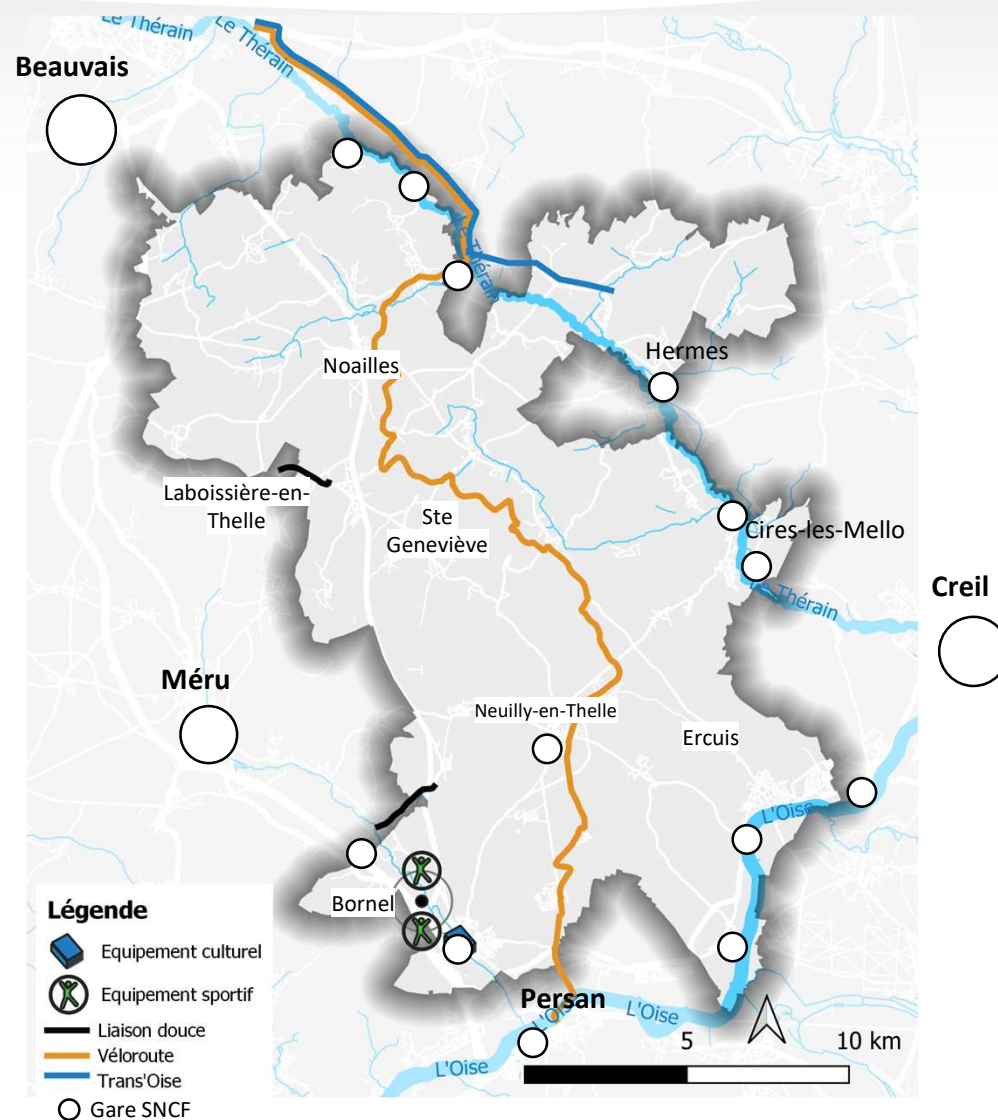 Le Thérain
Le Thérain
Beauvais
Le Thérain
Hermes
Noailles
Laboissière-en-
Thelle
Ste
Geneviève
Cires-les-Mello
Le Thérain
Creil
Méru
Neuilly-en-Thelle
Ercuis
L'Oise
Bornel
Persan
L'Oise
L'Oise
L'Oise
5
10 km
Légende
Equipement culturel
Equipement sportif
Liaison douce
Véloroute
Trans'Oise
Gare SNCF